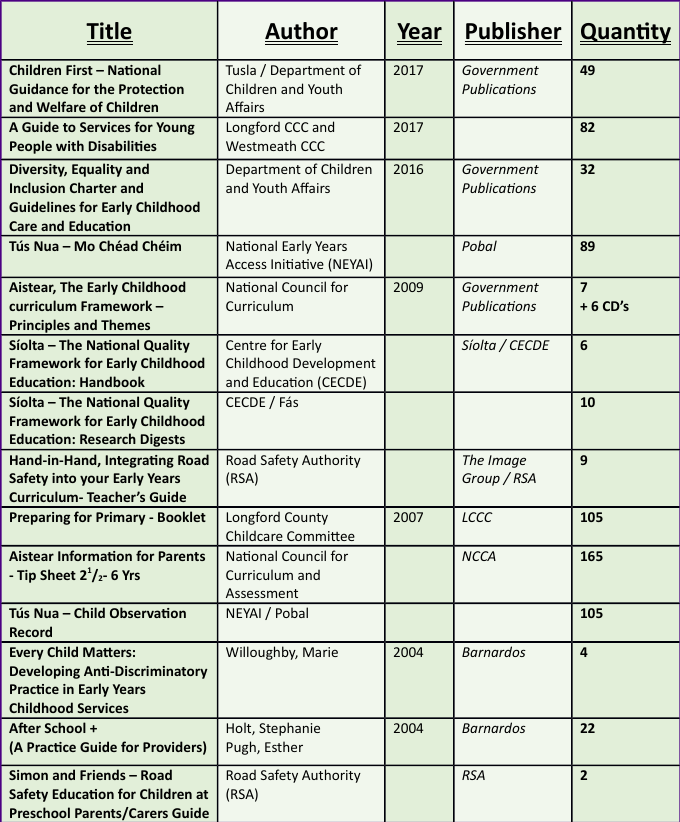 Title Author Year Publisher Quantity
Children First – National Tusla / Department of 2017 Government 49
Guidance for the Protection Children and Youth Publications
and Welfare of Children Affairs
A Guide to Services for Young Longford CCC and 2017 82
People with Disabilities Westmeath CCC
Diversity, Equality and Department of Children 2016 Government 32
Inclusion Charter and and Youth Affairs Publications
Guidelines for Early Childhood
Care and Education
Tús Nua – Mo Chéad Chéim National Early Years Pobal 89
Access Initiative (NEYAI)
Aistear, The Early Childhood National Council for 2009 Government 7
curriculum Framework – Curriculum Publications + 6 CD’s
Principles and Themes
Síolta – The National Quality Centre for Early Síolta / CECDE 6
Framework for Early Childhood Childhood Development
Education: Handbook and Education (CECDE)
Síolta – The National Quality CECDE / Fás 10
Framework for Early Childhood
Education: Research Digests
Hand-in-Hand, Integrating Road Road Safety Authority The Image 9
Safety into your Early Years (RSA) Group / RSA
Curriculum- Teacher’s Guide
Preparing for Primary - Booklet Longford County 2007 LCCC 105
Childcare Committee
Aistear Information for Parents National Council for NCCA 165
- Tip Sheet 2¹/₂- 6 Yrs Curriculum and
Assessment
Tús Nua – Child Observation NEYAI / Pobal 105
Record
Every Child Matters: Willoughby, Marie 2004 Barnardos 4
Developing Anti-Discriminatory
Practice in Early Years
Childhood Services
After School + Holt, Stephanie 2004 Barnardos 22
(A Practice Guide for Providers) Pugh, Esther
Simon and Friends – Road Road Safety Authority RSA 2
Safety Education for Children at (RSA)
Preschool Parents/Carers Guide